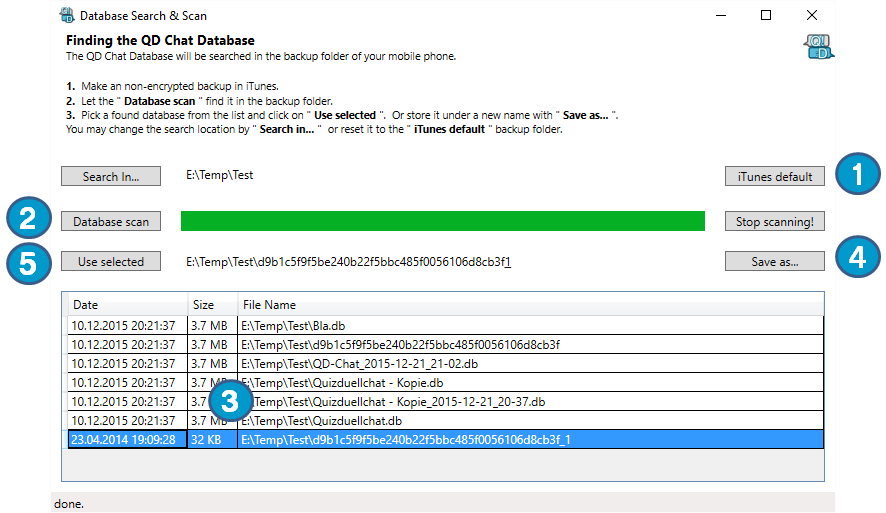 Database Search & Scan
Finding the QD Chat Database
The QD Chat Database will be searched in the backup folder of your mobile phone.
1. Make an non-encrypted backup in iTunes.
2. Let the " Database scan " find it in the backup folder.
3. Pick a found database from the list and click on " Use selected ". Or store it under a new name with " Save as... ".
You may change the search location by " Search in... " or reset it to the " iTunes default " backup folder.
Search In... E:\Temp\Test iTunes default 1
2 Database scan Stop scanning!
5 Use selected E:\Temp\Test\d9b1c5f9f5be240b22f5bbc485f0056106d8cb3f1 Save as... 4
Date Size File Name
10.12.2015 20:21:37 3.7 MB E:\Temp\Test\Bla.db
10.12.2015 20:21:37 3.7 MB E:\Temp\Test\d9b1c5f9f5be240b22f5bbc485f0056106d8cb3f
10.12.2015 20:21:37 3.7 MB E:\Temp\Test\QD-Chat_2015-12-21_21-02.db
10.12.2015 20:21:37 3.7 MB E:\Temp\Test\Quizduellchat - Kopie.db
10.12.2015 20:21:37 3.7 3 E:\Temp\Test\Quizduellchat - Kopie_2015-12-21_20-37.db
10.12.2015 20:21:37 3.7 MB E:\Temp\Test\Quizduellchat.db
23.04.2014 19:09:28 32 KB E:\Temp\Test\d9b1c5f9f5be240b22f5bbc485f0056106d8cb3f_1
done.